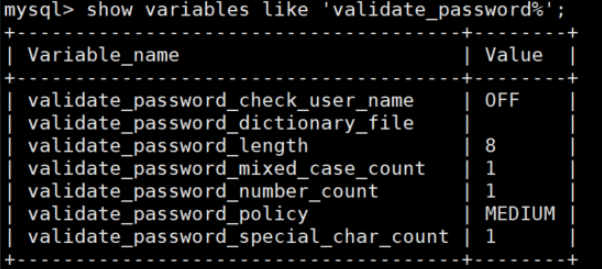 mysql> show variables like 'validate_password%';
+--------------------------------------+--------+
| Variable_name                        | Value  |
+--------------------------------------+--------+
| validate_password_check_user_name    | OFF    |
| validate_password_dictionary_file    |        |
| validate_password_length             | 8      |
| validate_password_mixed_case_count   | 1      |
| validate_password_number_count       | 1      |
| validate_password_policy             | MEDIUM |
| validate_password_special_char_count | 1      |
+--------------------------------------+--------+